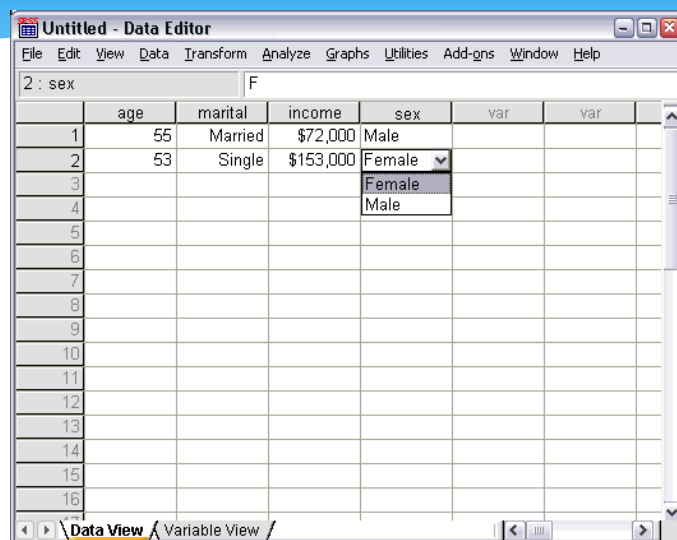 Untitled - Data Editor
File Edit View Data Transform Analyze Graphs Utilities Add-ons Window Help
2 : sex F
age marital income sex var var
1 55 Married $72,000 Male
2 53 Single $153,000 Female
3 Female
4 Male
5
6
7
8
9
10
11
12
13
14
15
16
17
Data View Variable View